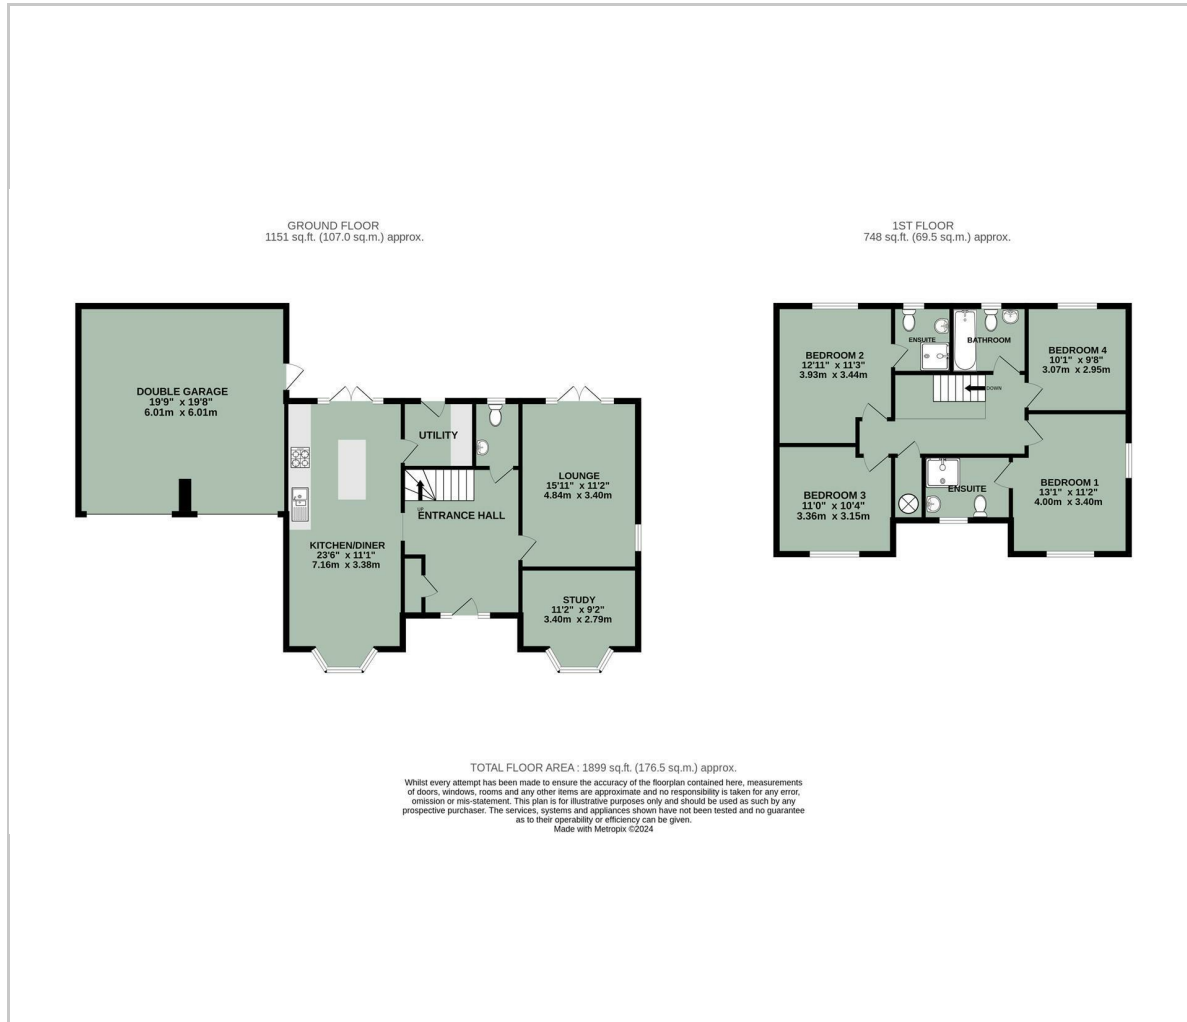 GROUND FLOOR
1151 sq.ft. (107.0 sq.m.) approx.
DOUBLE GARAGE
19'9" x 19'8"
6.01m x 6.01m
UTILITY
LOUNGE
15'11" x 11'2"
4.84m x 3.40m
UP
ENTRANCE HALL
KITCHEN/DINER
23'6" x 11'1"
7.16m x 3.38m
STUDY
11'2" x 9'2"
3.40m x 2.79m
1ST FLOOR
748 sq.ft. (69.5 sq.m.) approx.
BEDROOM 2
12'11" x 11'3"
3.93m x 3.44m
ENSUITE
BATHROOM
BEDROOM 4
10'1" x 9'8"
3.07m x 2.95m
DOWN
BEDROOM 3
11'0" x 10'4"
3.36m x 3.15m
ENSUITE
BEDROOM 1
13'1" x 11'2"
4.00m x 3.40m
TOTAL FLOOR AREA : 1899 sq.ft. (176.5 sq.m.) approx.
Whilst every attempt has been made to ensure the accuracy of the floorplan contained here, measurements
of doors, windows, rooms and any other items are approximate and no responsibility is taken for any error,
omission or mis-statement. This plan is for illustrative purposes only and should be used as such by any
prospective purchaser. The services, systems and appliances shown have not been tested and no guarantee
as to their operability or efficiency can be given.
Made with Metropix ©2024